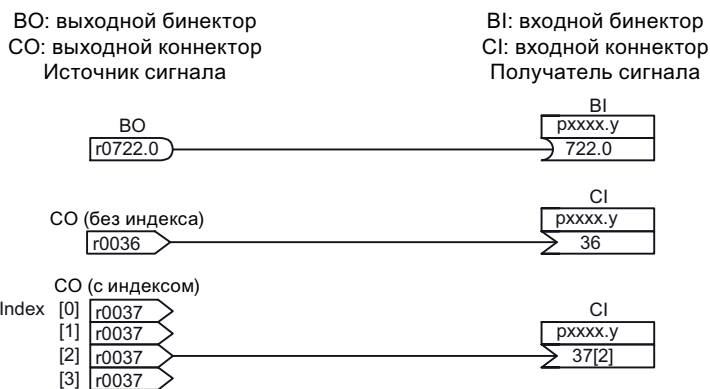 BO: выходной бинектор
CO: выходной коннектор
Источник сигнала
BI: входной бинектор
CI: входной коннектор
Получатель сигнала
BO
r0722.0
BI
pxxxx.y
722.0
CO (без индекса)
r0036
CI
pxxxx.y
36
CO (с индексом)
Index [0] r0037
[1] r0037
[2] r0037
[3] r0037
CI
pxxxx.y
37[2]